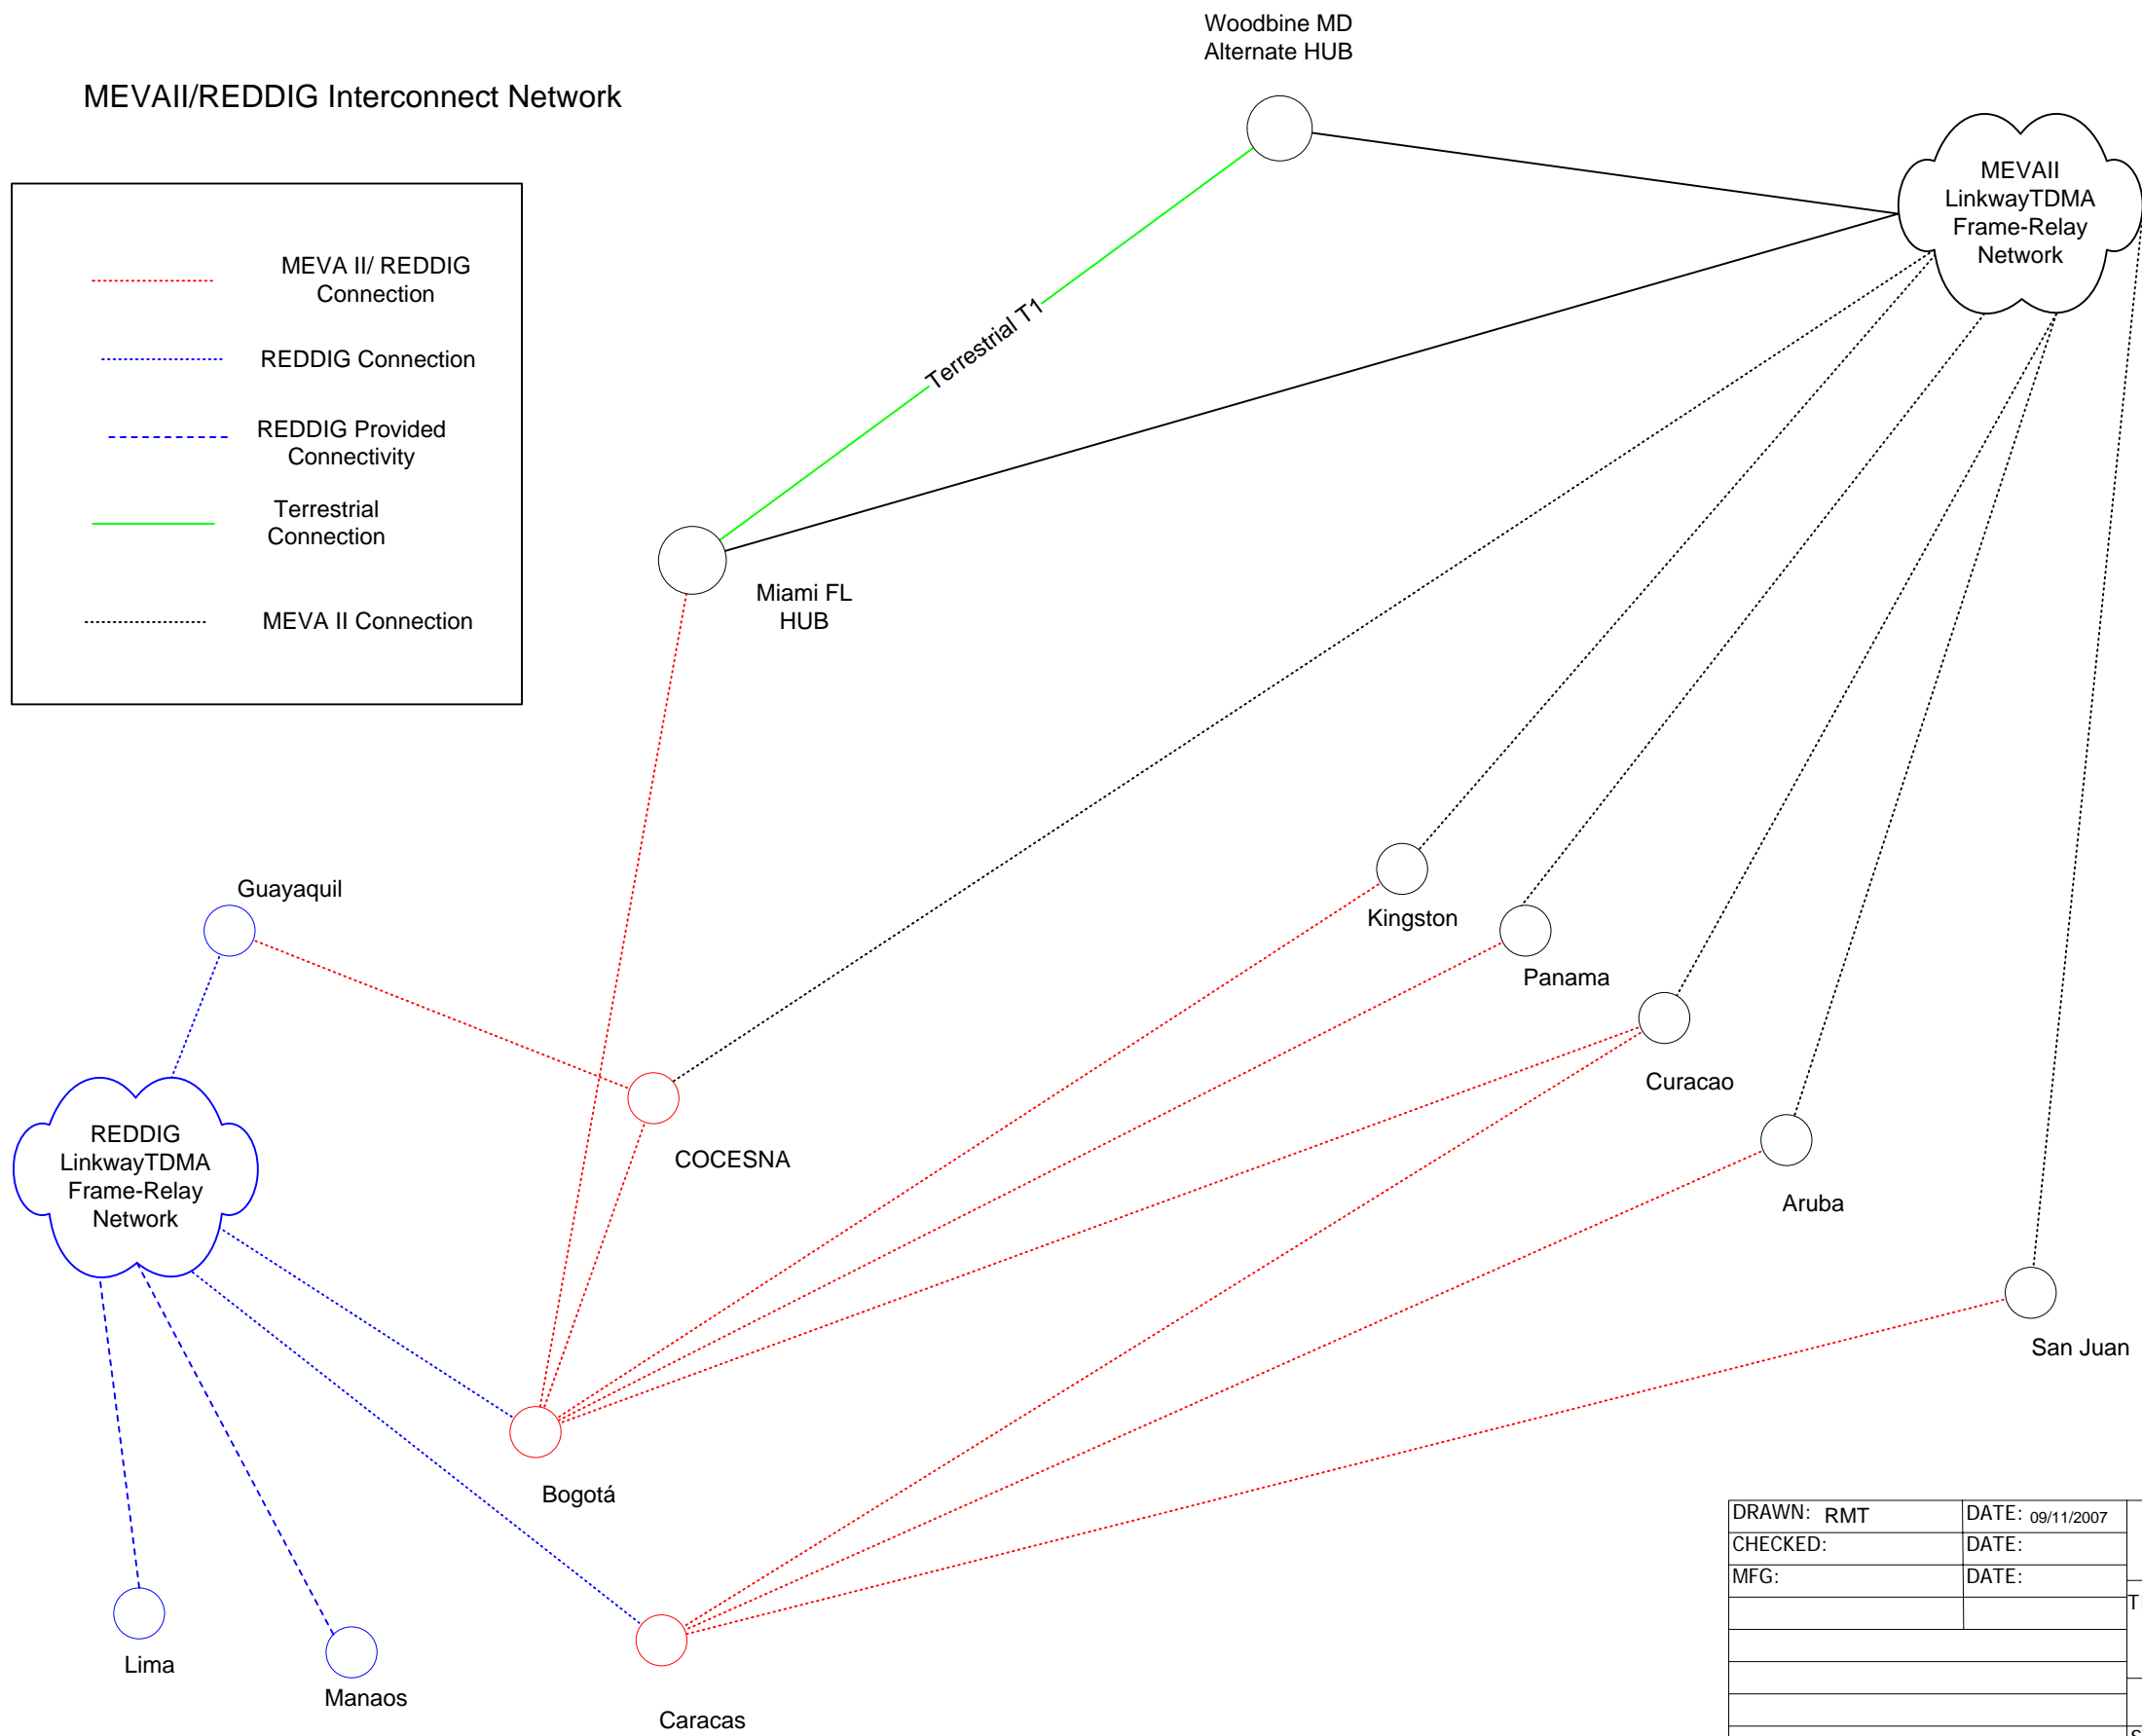 Woodbine MD
Alternate HUB
MEVAII/REDDIG Interconnect Network
MEVAII
LinkwayTDMA
Frame-Relay
Network
MEVA II/ REDDIG
Connection
REDDIG Connection
REDDIG Provided
Connectivity
Terrestrial
Connection
MEVA II Connection
Terrestrial T1
Miami FL
HUB
Guayaquil
Kingston
Panama
Curacao
COCESNA
REDDIG
LinkwayTDMA
Frame-Relay
Network
Aruba
San Juan
Bogotá
Lima
Manaos
Caracas
DRAWN: RMT DATE: 09/11/2007
CHECKED: DATE:
MFG: DATE: